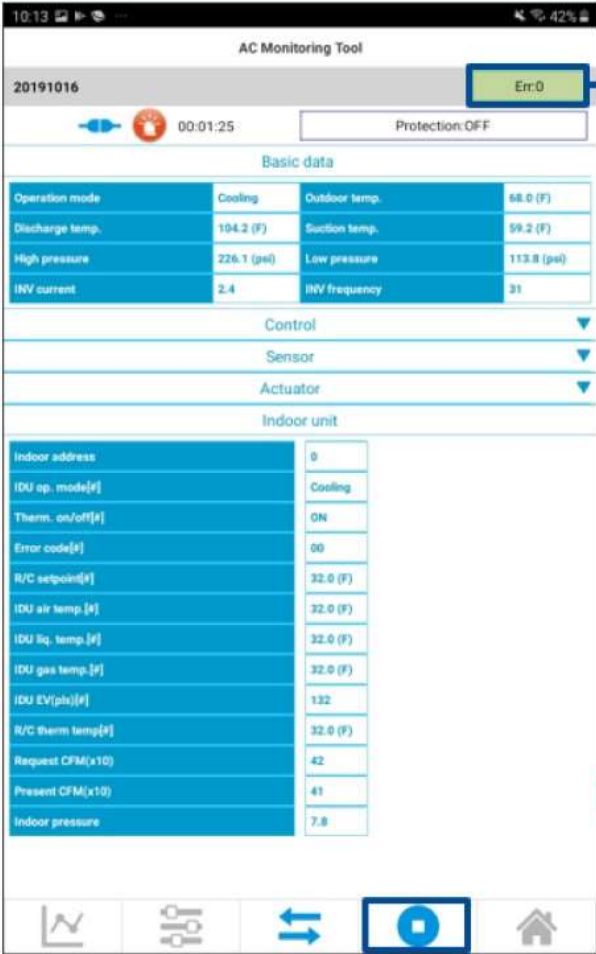 10:13 42%
AC Monitoring Tool
20191016 Err:0
00:01:25 Protection:OFF
Basic data
Operation mode Cooling Outdoor temp. 68.0 (F)
Discharge temp. 104.2 (F) Suction temp. 59.2 (F)
High pressure 226.1 (psi) Low pressure 113.8 (psi)
INV current 2.4 INV frequency 31
Control
Sensor
Actuator
Indoor unit
Indoor address 0
IDU op. mode[#] Cooling
Therm. on/off[#] ON
Error code[#] 00
R/C setpoint[#] 32.0 (F)
IDU air temp.[#] 32.0 (F)
IDU liq. temp.[#] 32.0 (F)
IDU gas temp.[#] 32.0 (F)
IDU EV(pls)[#] 132
R/C therm temp[#] 32.0 (F)
Request CFM(x10) 42
Present CFM(x10) 41
Indoor pressure 7.8